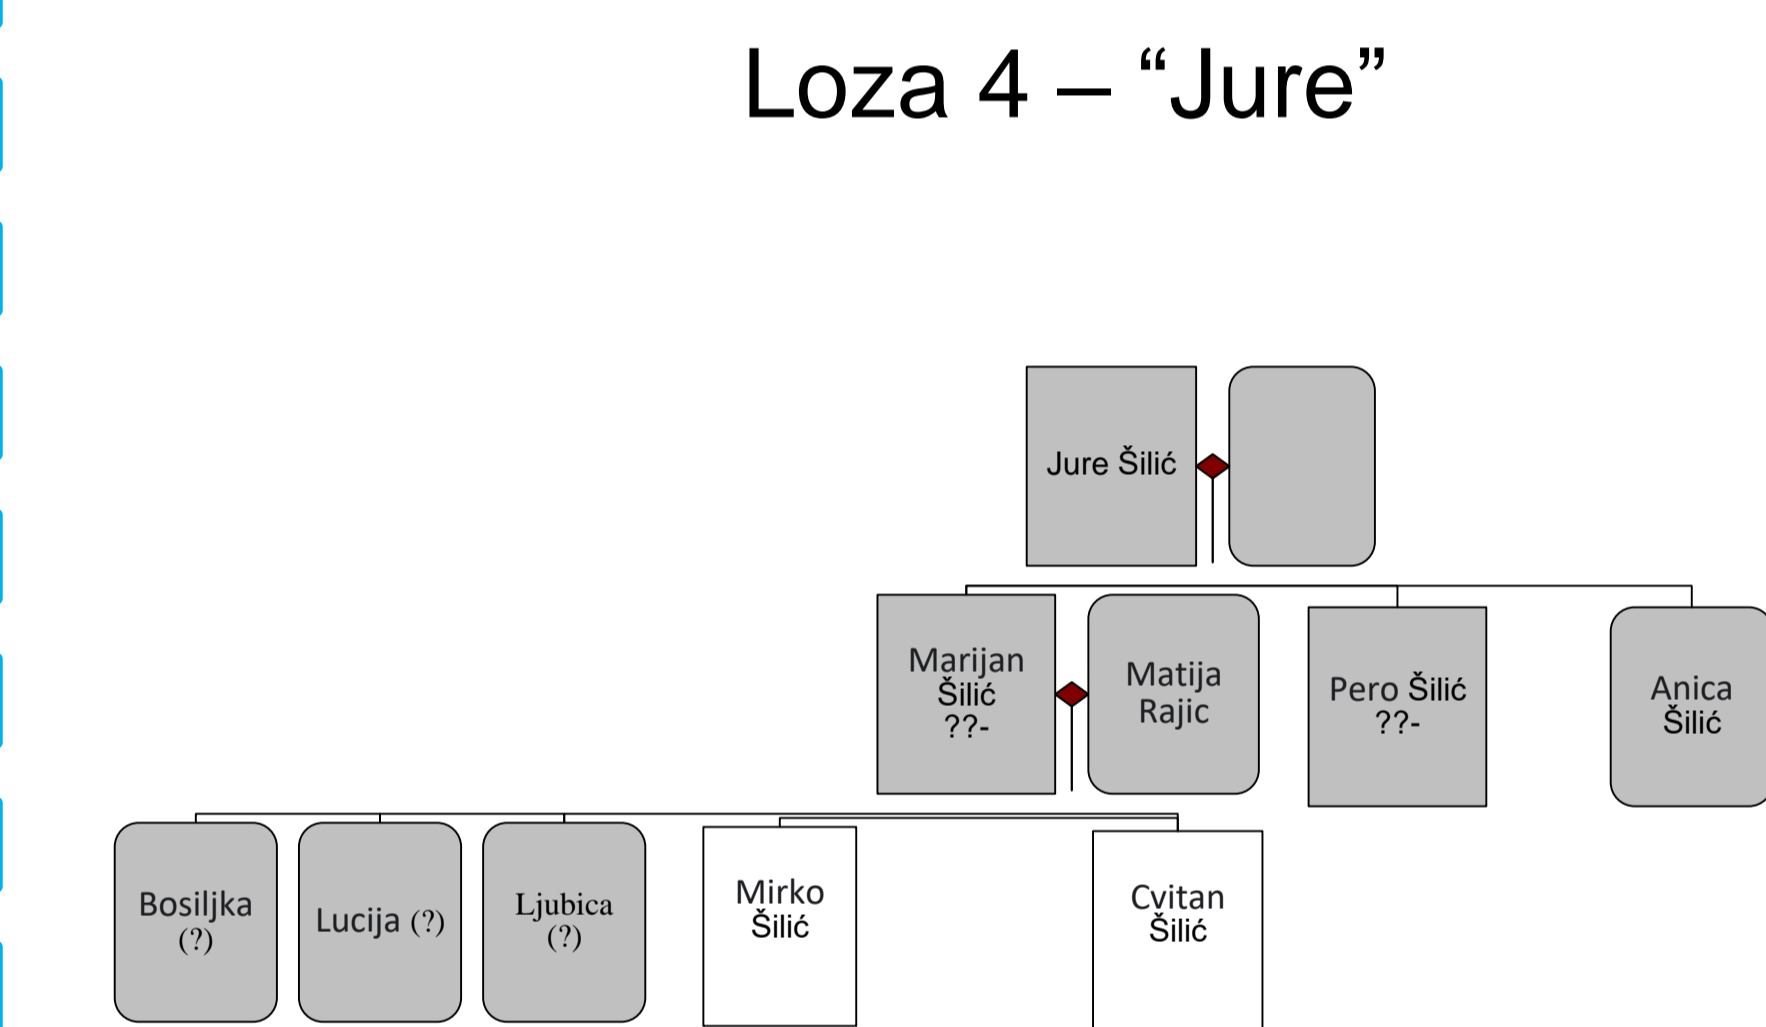 Loza 4 – “Jure”
Jure Šilić
Marijan
Šilić
??-
Matija
Rajic
Pero Šilić
??-
Anica
Šilić
Bosiljka
(?)
Lucija (?)
Ljubica
(?)
Mirko
Šilić
Cvitan
Šilić